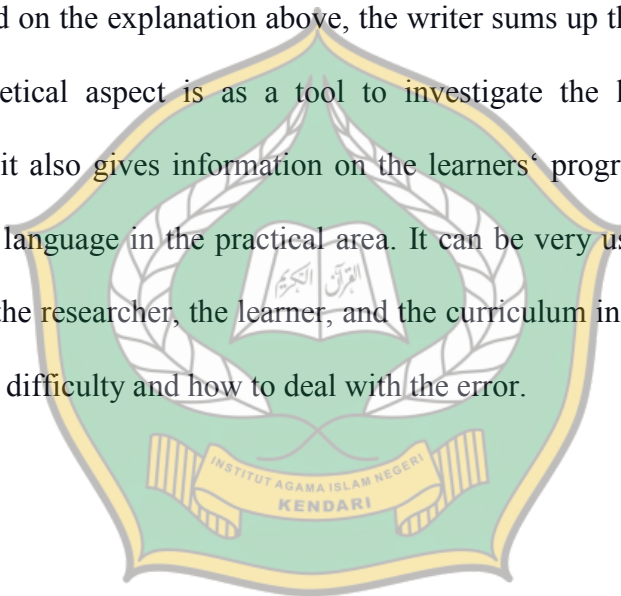 d on the explanation above, the writer sums up th
etical aspect is as a tool to investigate the l
it also gives information on the learners‘ progr
language in the practical area. It can be very us
القرآن الكريم
the researcher, the learner, and the curriculum in
difficulty and how to deal with the error.
INSTITUT AGAMA ISLAM NEGERI
KENDARI